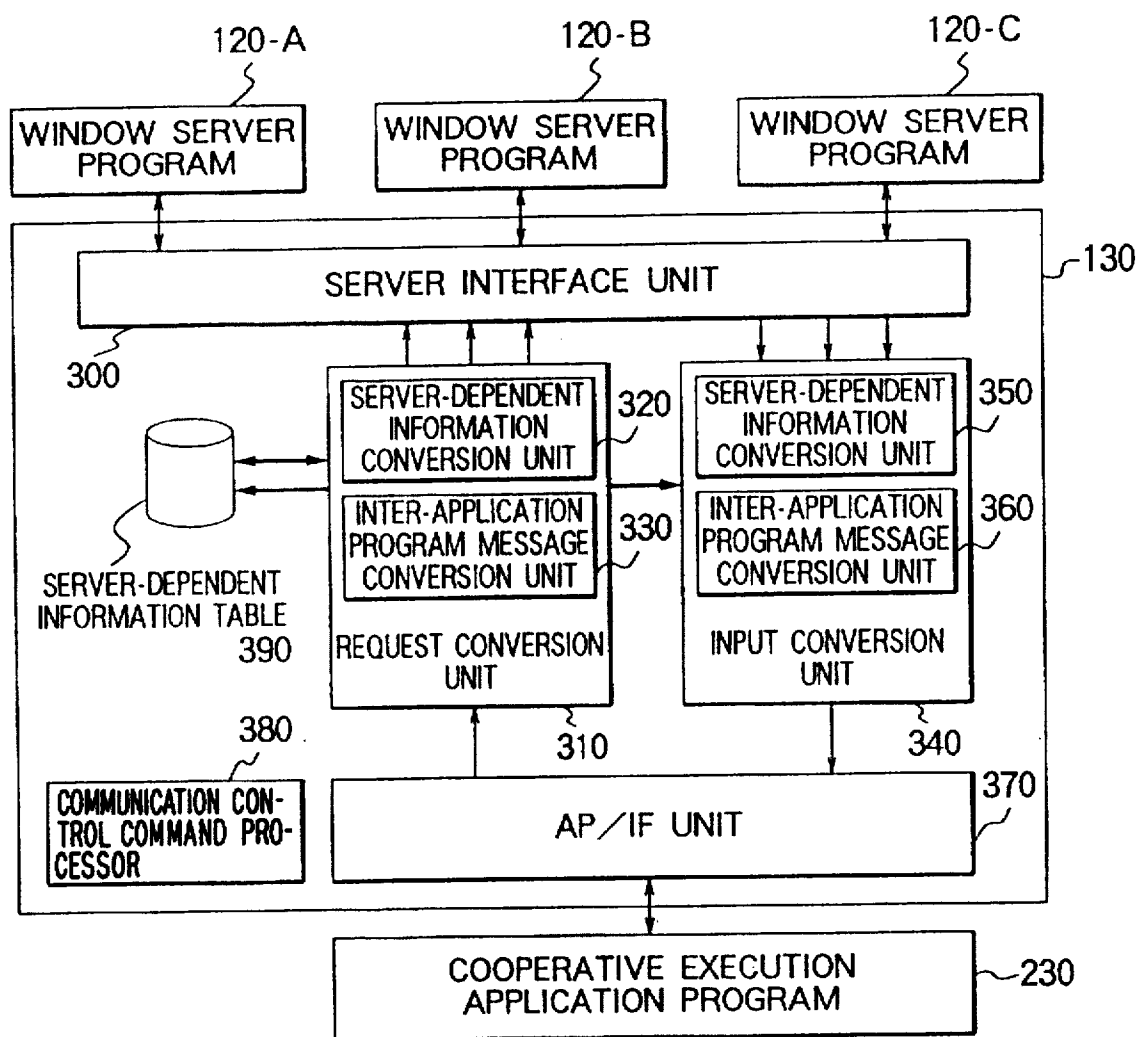 120-A
120-B
120-C
WINDOW SERVER
PROGRAM
WINDOW SERVER
PROGRAM
WINDOW SERVER
PROGRAM
SERVER INTERFACE UNIT
130
300
SERVER-DEPENDENT
INFORMATION
CONVERSION UNIT
320
SERVER-DEPENDENT
INFORMATION
CONVERSION UNIT
350
INTER-APPLICATION
PROGRAM MESSAGE
CONVERSION UNIT
330
INTER-APPLICATION
PROGRAM MESSAGE
CONVERSION UNIT
360
SERVER-DEPENDENT
INFORMATION TABLE
390
REQUEST CONVERSION
UNIT
INPUT CONVERSION
UNIT
310
340
380
COMMUNICATION CON-
TROL COMMAND PRO-
CESSOR
AP/IF UNIT
370
COOPERATIVE EXECUTION
APPLICATION PROGRAM
230